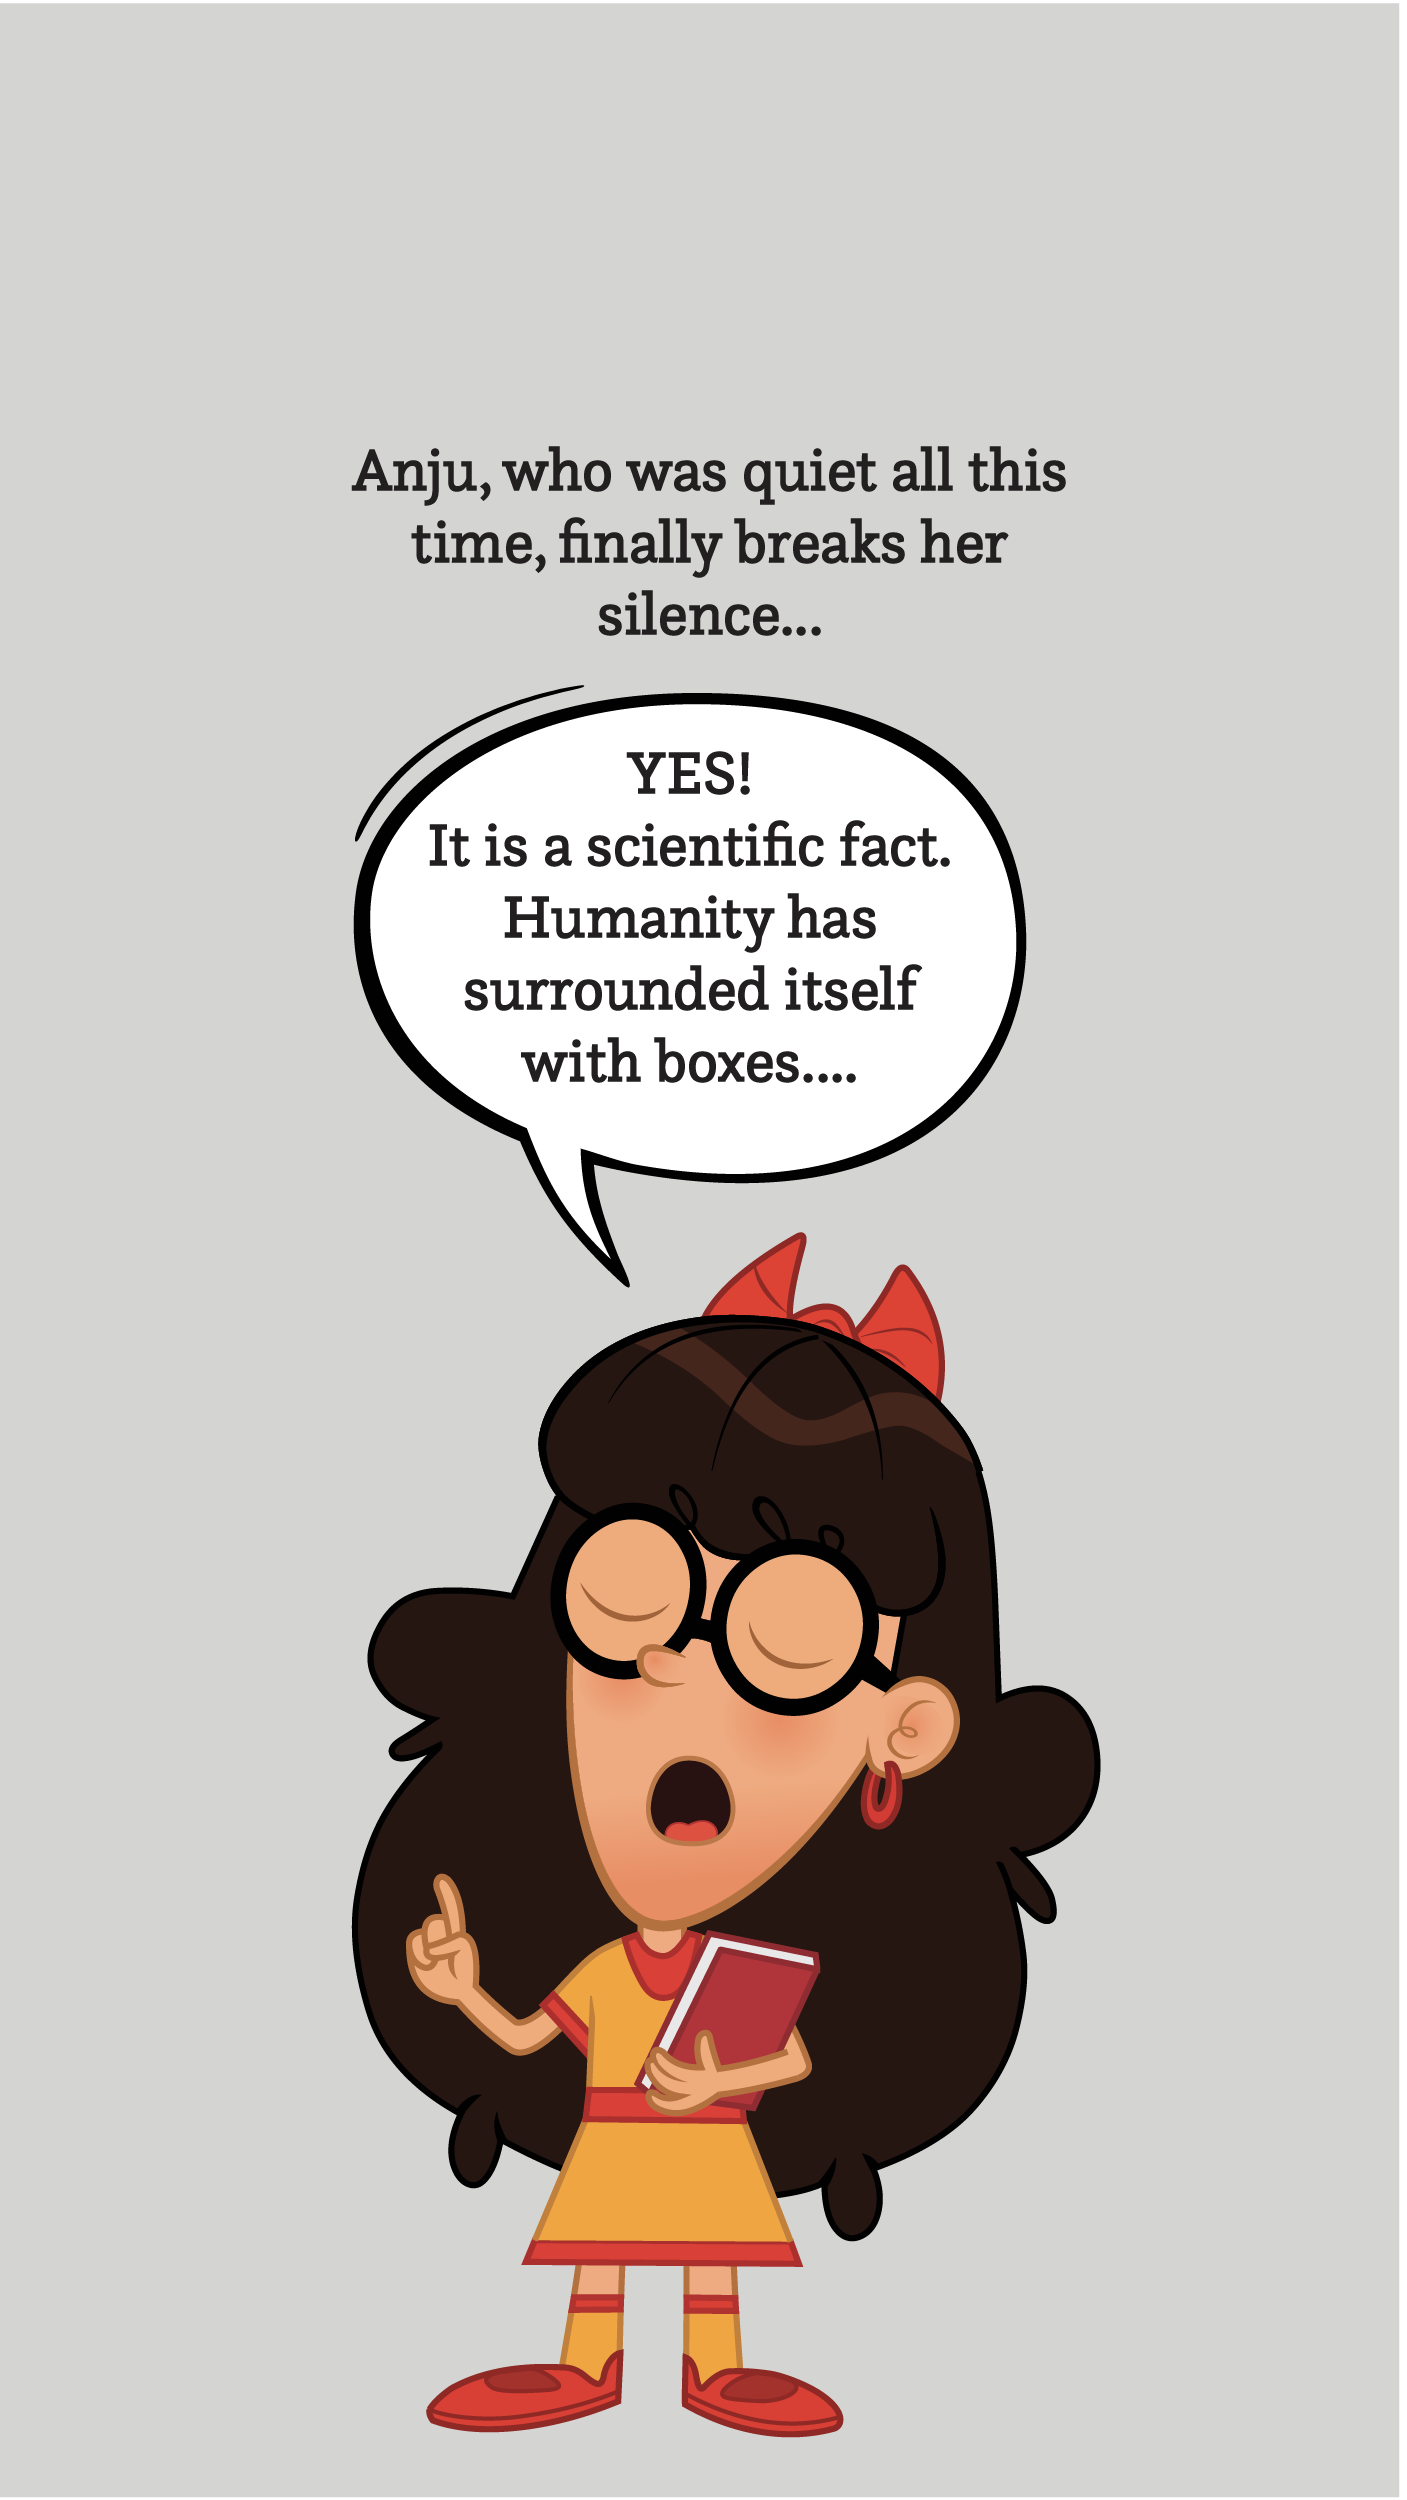 Anju, who was quiet all this
time, finally breaks her
silence...
YES!
It is a scientific fact.
Humanity has
surrounded itself
with boxes....